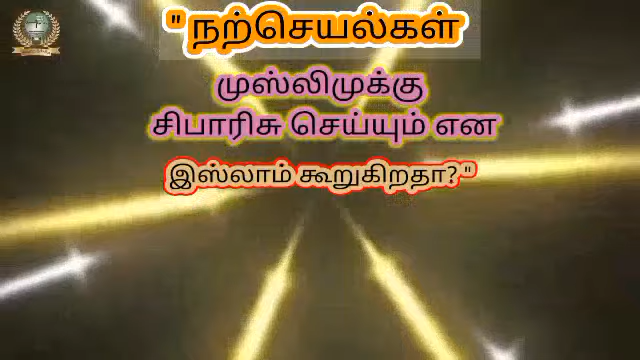 " நற்செயல்கள்
முஸ்லிமுக்கு
சிபாரிசு செய்யும் என
இஸ்லாம் கூறுகிறதா? "